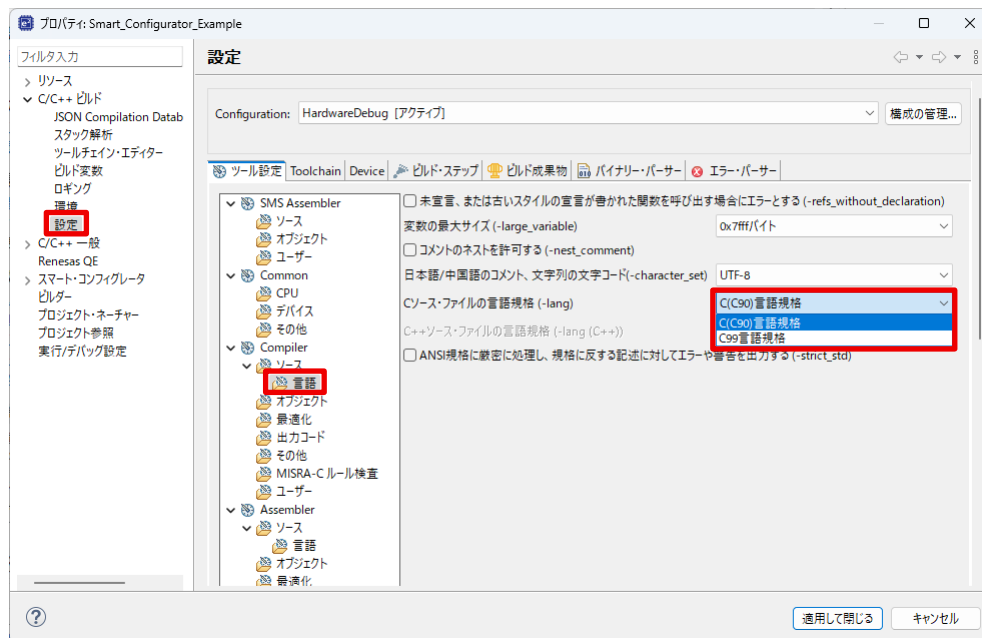 プロパティ: Smart_Configurator_Example
フィルタ入力
リソース
C/C++ ビルド
JSON Compilation Datab
スタック解析
ツールチェイン・エディター
ビルド変数
ロギング
環境
設定
C/C++ 一般
Renesas QE
スマート・コンフィグレータ
ビルダー
プロジェクト・ネーチャー
プロジェクト参照
実行/デバッグ設定
設定
Configuration: HardwareDebug [アクティブ] 構成の管理...
ツール設定 Toolchain Device ビルド・ステップ ビルド成果物 バイナリー・パーサー エラー・パーサー
SMS Assembler
ソース
オブジェクト
ユーザー
Common
CPU
デバイス
その他
Compiler
ソース
言語
オブジェクト
最適化
出力コード
その他
MISRA-C ルール検査
ユーザー
Assembler
ソース
言語
オブジェクト
最適化
未宣言、または古いスタイルの宣言が書かれた関数を呼び出す場合にエラーとする(-refs_without_declaration)
変数の最大サイズ(-large_variable) 0x7fffバイト
コメントのネストを許可する(-nest_comment)
日本語/中国語のコメント、文字列の文字コード(-character_set) UTF-8
Cソース・ファイルの言語規格 (-lang) C(C90)言語規格
C(C90)言語規格
C++ソース・ファイルの言語規格 (-lang (C++))
C99言語規格
ANSI規格に厳密に処理し、規格に反する記述に対してエラーや警告を出力する(-strict_std)
適用して閉じる キャンセル